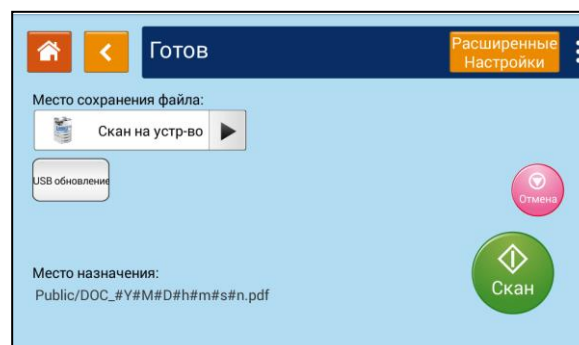 Готов
Расширенные
Настройки
Место сохранения файла:
Скан на устр-во
USB обновление
Отмена
Место назначения:
Public/DOC_#Y#M#D#h#m#s#n.pdf
Скан